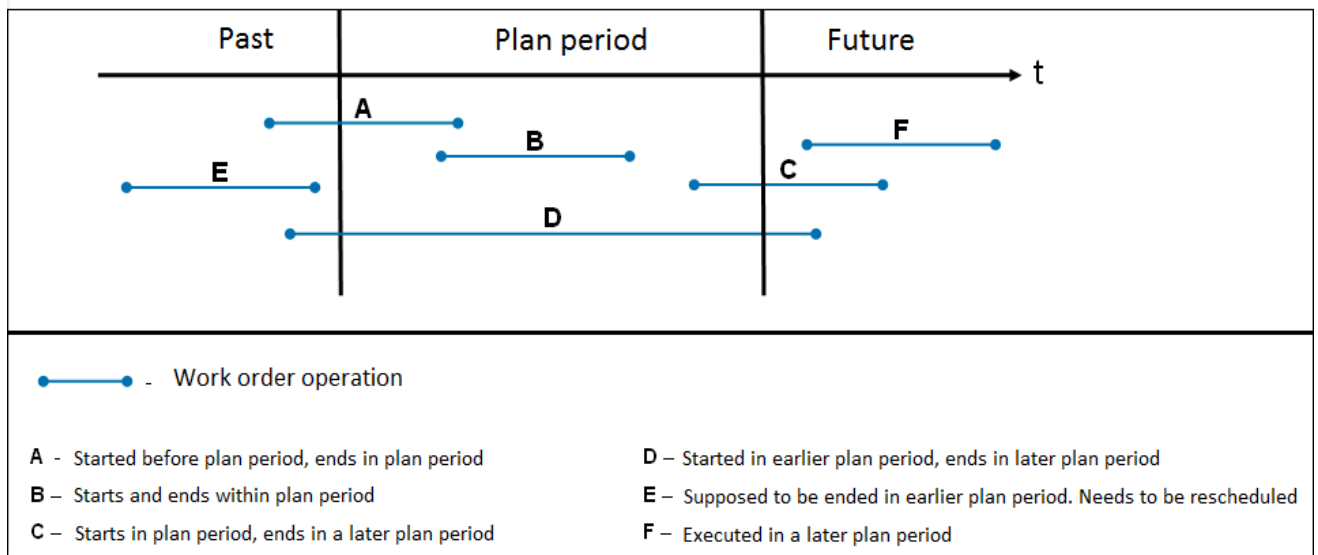 Past Plan period Future
t
A
F
B
E
C
D
- Work order operation
A - Started before plan period, ends in plan period
B – Starts and ends within plan period
C – Starts in plan period, ends in a later plan period
D – Started in earlier plan period, ends in later plan period
E – Supposed to be ended in earlier plan period. Needs to be rescheduled
F – Executed in a later plan period